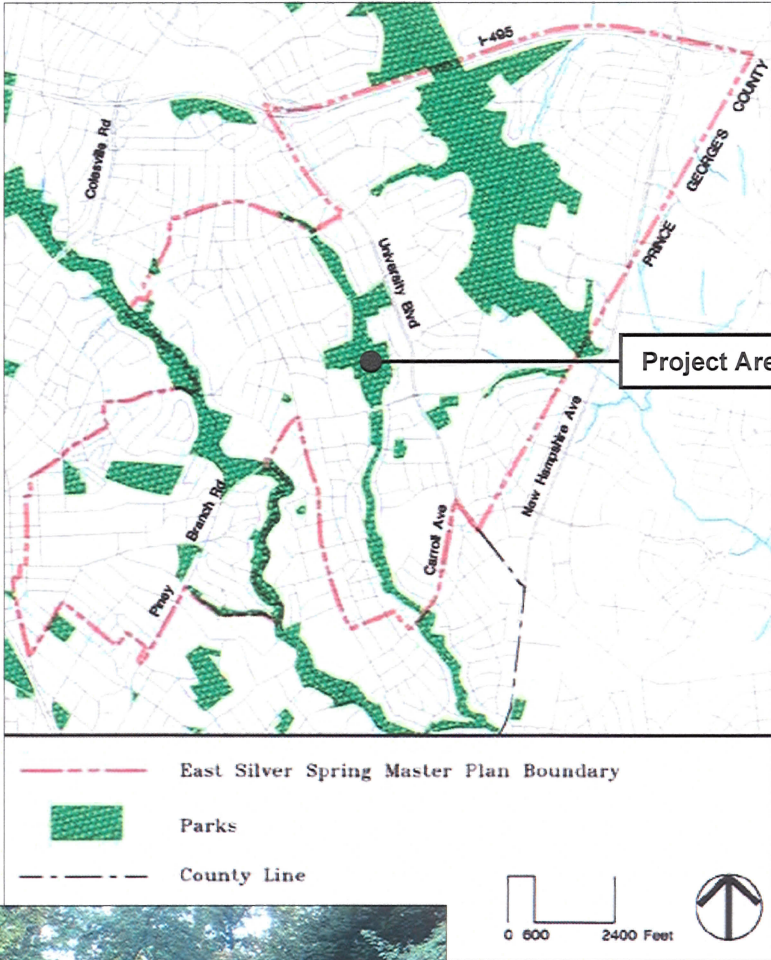 I-495
COUNTY
GEORGE'S
PRINCE
Colesville Rd
University Blvd
Project Are
New Hampshire Ave
Branch Rd
Piney
Carroll Ave
East Silver Spring Master Plan Boundary
Parks
County Line
0 600 2400 Feet